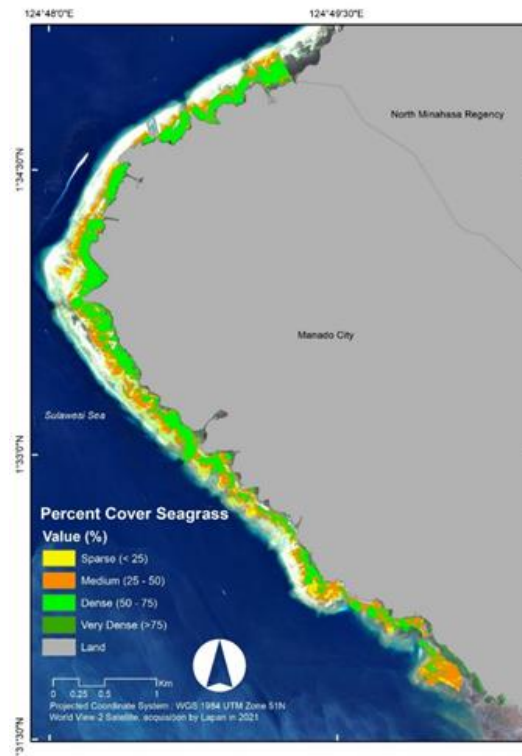 124°48'0"E
124°49'30"E
North Minahasa Regency
1°34'30"N
Manado City
Sulawesi Sea
1°33'0"N
Percent Cover Seagrass
Value (%)
Sparse (< 25)
Medium (25 - 50)
Dense (50 - 75)
Very Dense (>75)
Land
Km
0 0.25 0.5 1
Projected Coordinate System : WGS 1984 UTM Zone 51N
World View-2 Satellite, acquisition by Lapan in 2021
1°31'30"N